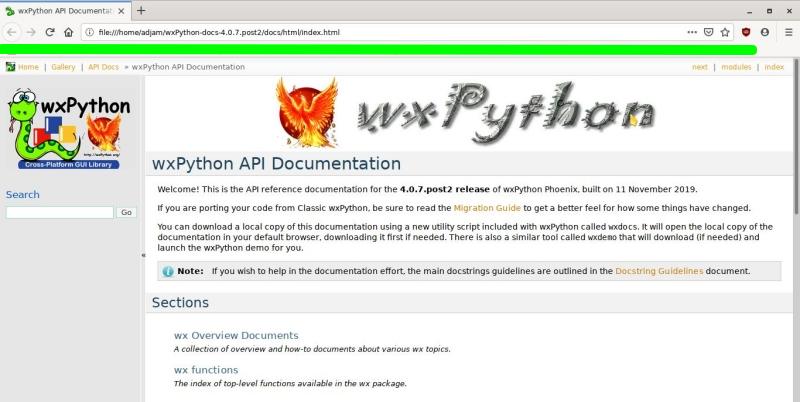 wxPython API Documentat
file:///home/adjam/wxPython-docs-4.0.7.post2/docs/html/index.html
Home | Gallery | API Docs » wxPython API Documentation
next | modules | index
wxPython
http://wxpython.org/
Cross-Platform GUI Library
wxPython
Search
Go
«
wxPython API Documentation
Welcome! This is the API reference documentation for the 4.0.7.post2 release of wxPython Phoenix, built on 11 November 2019.
If you are porting your code from Classic wxPython, be sure to read the Migration Guide to get a better feel for how some things have changed.
You can download a local copy of this documentation using a new utility script included with wxPython called wxdocs. It will open the local copy of the
documentation in your default browser, downloading it first if needed. There is also a similar tool called wxdemo that will download (if needed) and
launch the wxPython demo for you.
Note: If you wish to help in the documentation effort, the main docstrings guidelines are outlined in the Docstring Guidelines document.
Sections
wx Overview Documents
A collection of overview and how-to documents about various wx topics.
wx functions
The index of top-level functions available in the wx package.